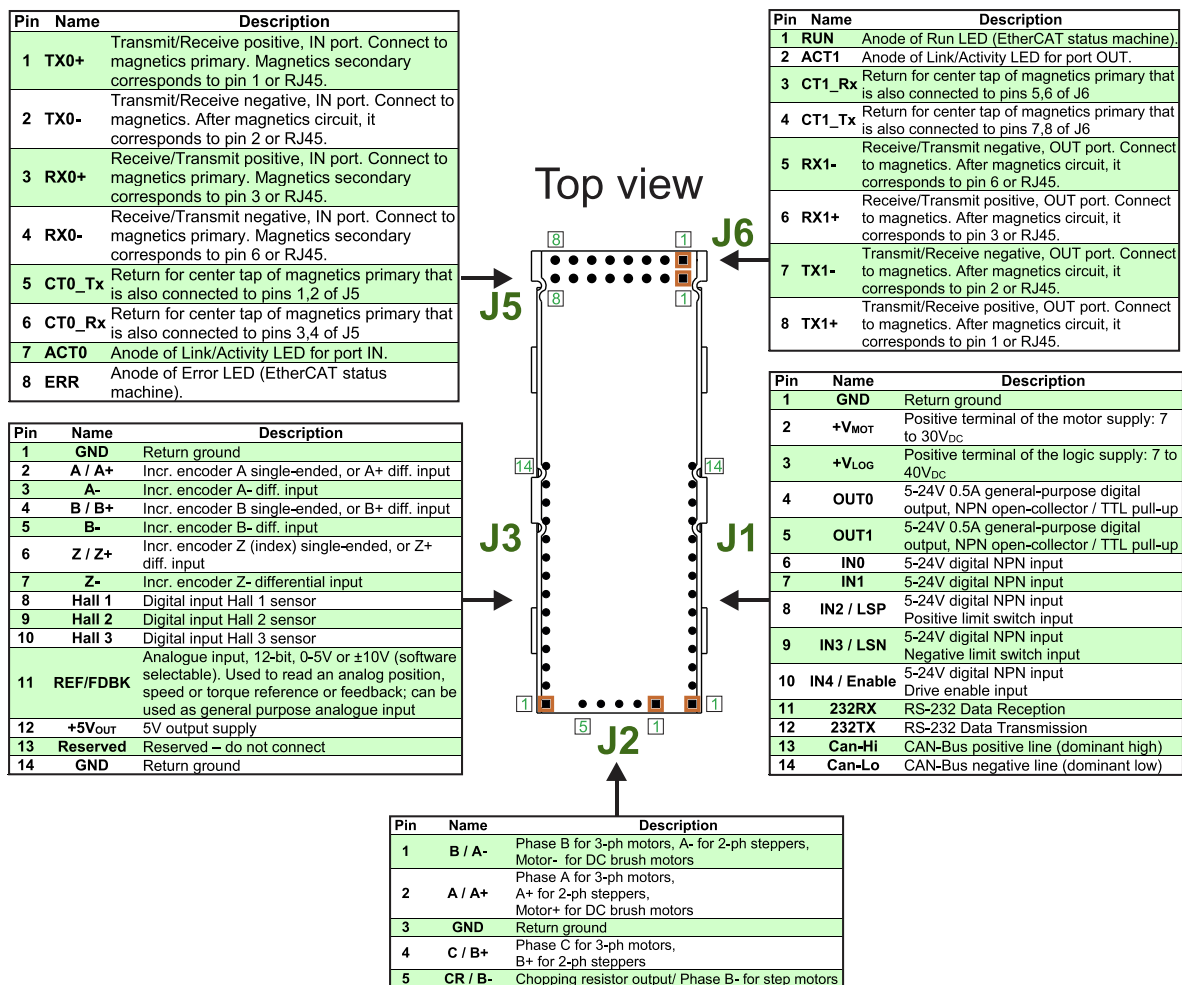 Pin Name Description
1 TX0+ Transmit/Receive positive, IN port. Connect to
magnetics primary. Magnetics secondary
corresponds to pin 1 or RJ45.
2 TX0- Transmit/Receive negative, IN port. Connect to
magnetics. After magnetics circuit, it
corresponds to pin 2 or RJ45.
3 RX0+ Receive/Transmit positive, IN port. Connect to
magnetics primary. Magnetics secondary
corresponds to pin 3 or RJ45.
4 RX0- Receive/Transmit negative, IN port. Connect to
magnetics primary. Magnetics secondary
corresponds to pin 6 or RJ45.
5 CT0_Tx Return for center tap of magnetics primary that
is also connected to pins 1,2 of J5
6 CT0_Rx Return for center tap of magnetics primary that
is also connected to pins 3,4 of J5
7 ACT0 Anode of Link/Activity LED for port IN.
8 ERR Anode of Error LED (EtherCAT status
machine).
Pin Name Description
1 RUN Anode of Run LED (EtherCAT status machine).
2 ACT1 Anode of Link/Activity LED for port OUT.
3 CT1_Rx Return for center tap of magnetics primary that
is also connected to pins 5,6 of J6
4 CT1_Tx Return for center tap of magnetics primary that
is also connected to pins 7,8 of J6
5 RX1- Receive/Transmit negative, OUT port. Connect
to magnetics. After magnetics circuit, it
corresponds to pin 6 or RJ45.
6 RX1+ Receive/Transmit positive, OUT port. Connect
to magnetics. After magnetics circuit, it
corresponds to pin 3 or RJ45.
7 TX1- Transmit/Receive negative, OUT port. Connect
to magnetics. After magnetics circuit, it
corresponds to pin 2 or RJ45.
8 TX1+ Transmit/Receive positive, OUT port. Connect
to magnetics. After magnetics circuit, it
corresponds to pin 1 or RJ45.
Top view
8 1 J6
J5 8 1
14 14
J3 J1
1 5 1 1
J2
Pin Name Description
1 GND Return ground
2 A / A+ Incr. encoder A single-ended, or A+ diff. input
3 A- Incr. encoder A- diff. input
4 B / B+ Incr. encoder B single-ended, or B+ diff. input
5 B- Incr. encoder B- diff. input
6 Z / Z+ Incr. encoder Z (index) single-ended, or Z+
diff. input
7 Z- Incr. encoder Z- differential input
8 Hall 1 Digital input Hall 1 sensor
9 Hall 2 Digital input Hall 2 sensor
10 Hall 3 Digital input Hall 3 sensor
11 REF/FDBK Analogue input, 12-bit, 0-5V or ±10V (software
selectable). Used to read an analog position,
speed or torque reference or feedback; can be
used as general purpose analogue input
12 +5VOUT 5V output supply
13 Reserved Reserved – do not connect
14 GND Return ground
Pin Name Description
1 GND Return ground
2 +VMOT Positive terminal of the motor supply: 7
to 30VDC
3 +VLOG Positive terminal of the logic supply: 7 to
40VDC
4 OUT0 5-24V 0.5A general-purpose digital
output, NPN open-collector / TTL pull-up
5 OUT1 5-24V 0.5A general-purpose digital
output, NPN open-collector / TTL pull-up
6 IN0 5-24V digital NPN input
7 IN1 5-24V digital NPN input
8 IN2 / LSP 5-24V digital NPN input
Positive limit switch input
9 IN3 / LSN 5-24V digital NPN input
Negative limit switch input
10 IN4 / Enable 5-24V digital NPN input
Drive enable input
11 232RX RS-232 Data Reception
12 232TX RS-232 Data Transmission
13 Can-Hi CAN-Bus positive line (dominant high)
14 Can-Lo CAN-Bus negative line (dominant low)
Pin Name Description
1 B / A- Phase B for 3-ph motors, A- for 2-ph steppers,
Motor- for DC brush motors
2 A / A+ Phase A for 3-ph motors,
A+ for 2-ph steppers,
Motor+ for DC brush motors
3 GND Return ground
4 C / B+ Phase C for 3-ph motors,
B+ for 2-ph steppers
5 CR / B- Chopping resistor output/ Phase B- for step motors